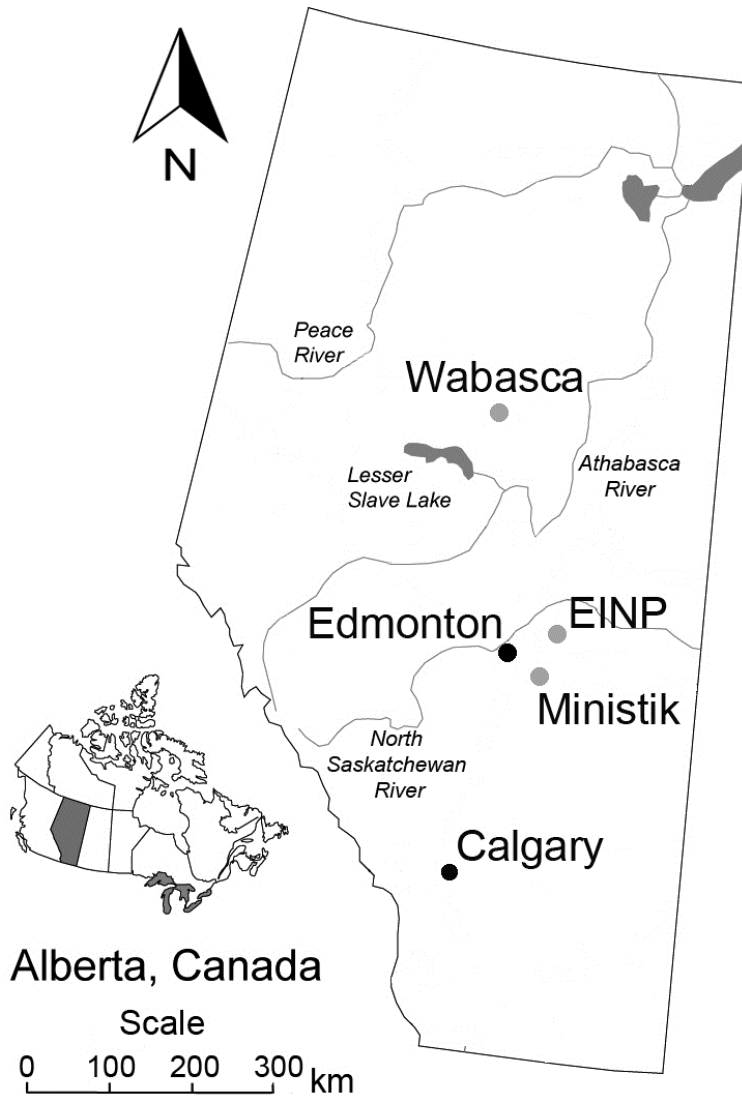 N
Peace
River
Wabasca
Lesser
Slave Lake
Athabasca
River
Edmonton
EINP
Ministik
North
Saskatchewan
River
Calgary
Alberta, Canada
Scale
0 100 200 300 km